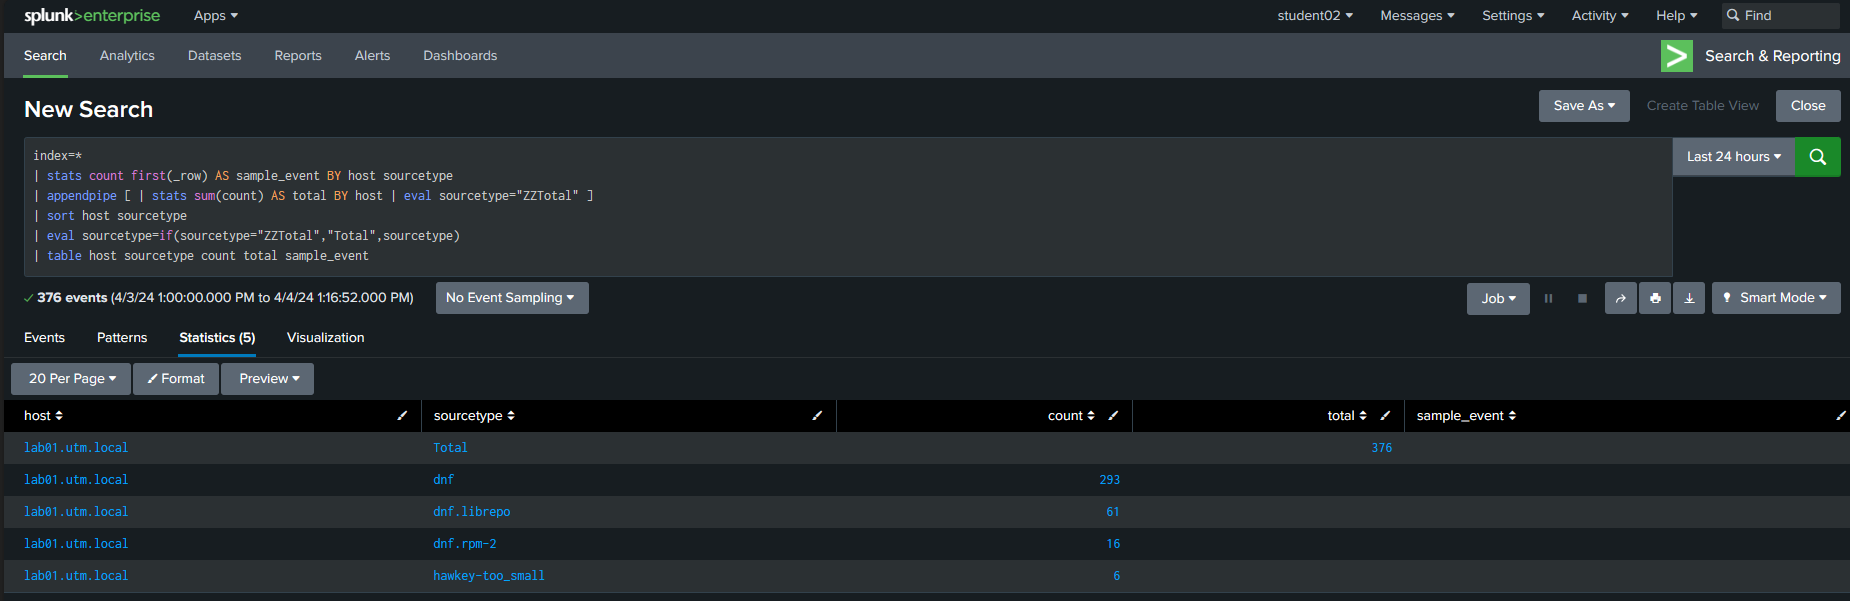 splunk>enterprise Apps student02 Messages Settings Activity Help Find
Search Analytics Datasets Reports Alerts Dashboards Search & Reporting
New Search Save As Create Table View Close
index=*
| stats count first(_row) AS sample_event BY host sourcetype
| appendpipe [ | stats sum(count) AS total BY host | eval sourcetype="ZZTotal" ]
| sort host sourcetype
| eval sourcetype=if(sourcetype="ZZTotal","Total",sourcetype)
| table host sourcetype count total sample_event
Last 24 hours
376 events (4/3/24 1:00:00.000 PM to 4/4/24 1:16:52.000 PM) No Event Sampling Job Smart Mode
Events Patterns Statistics (5) Visualization
20 Per Page Format Preview
host sourcetype count total sample_event
lab01.utm.local Total 376
lab01.utm.local dnf 293
lab01.utm.local dnf.librepo 61
lab01.utm.local dnf.rpm-2 16
lab01.utm.local hawkey-too_small 6